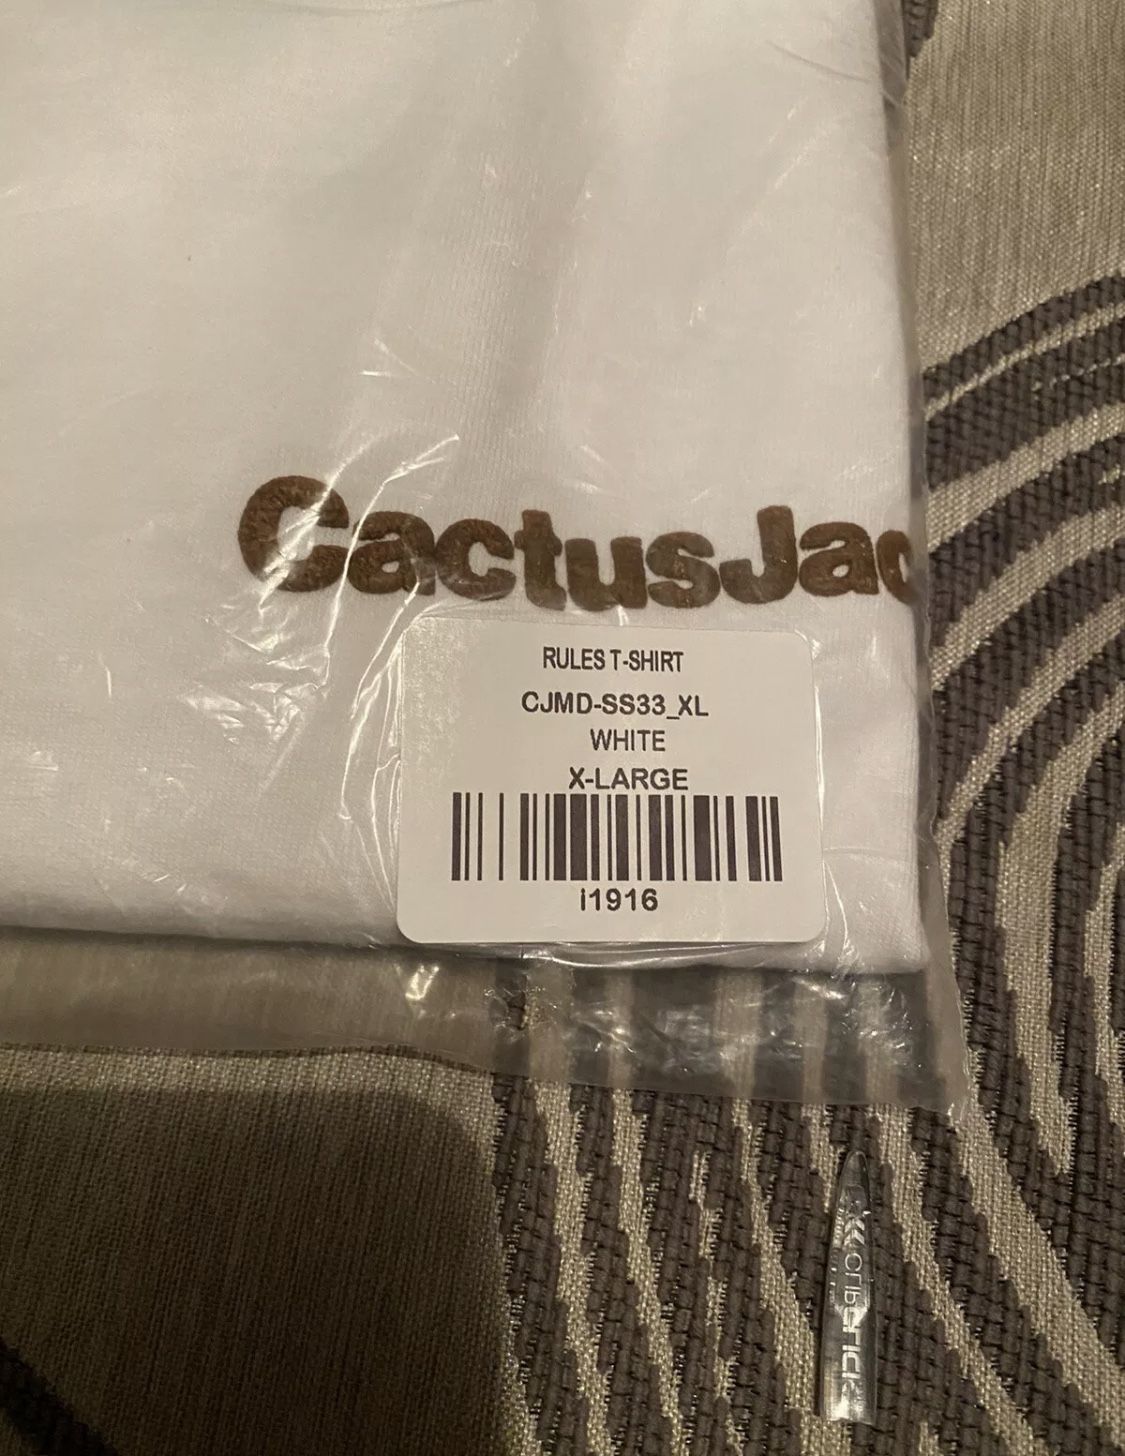 CactusJac
RULES T-SHIRT
CJMD-SS33_XL
WHITE
X-LARGE
i1916